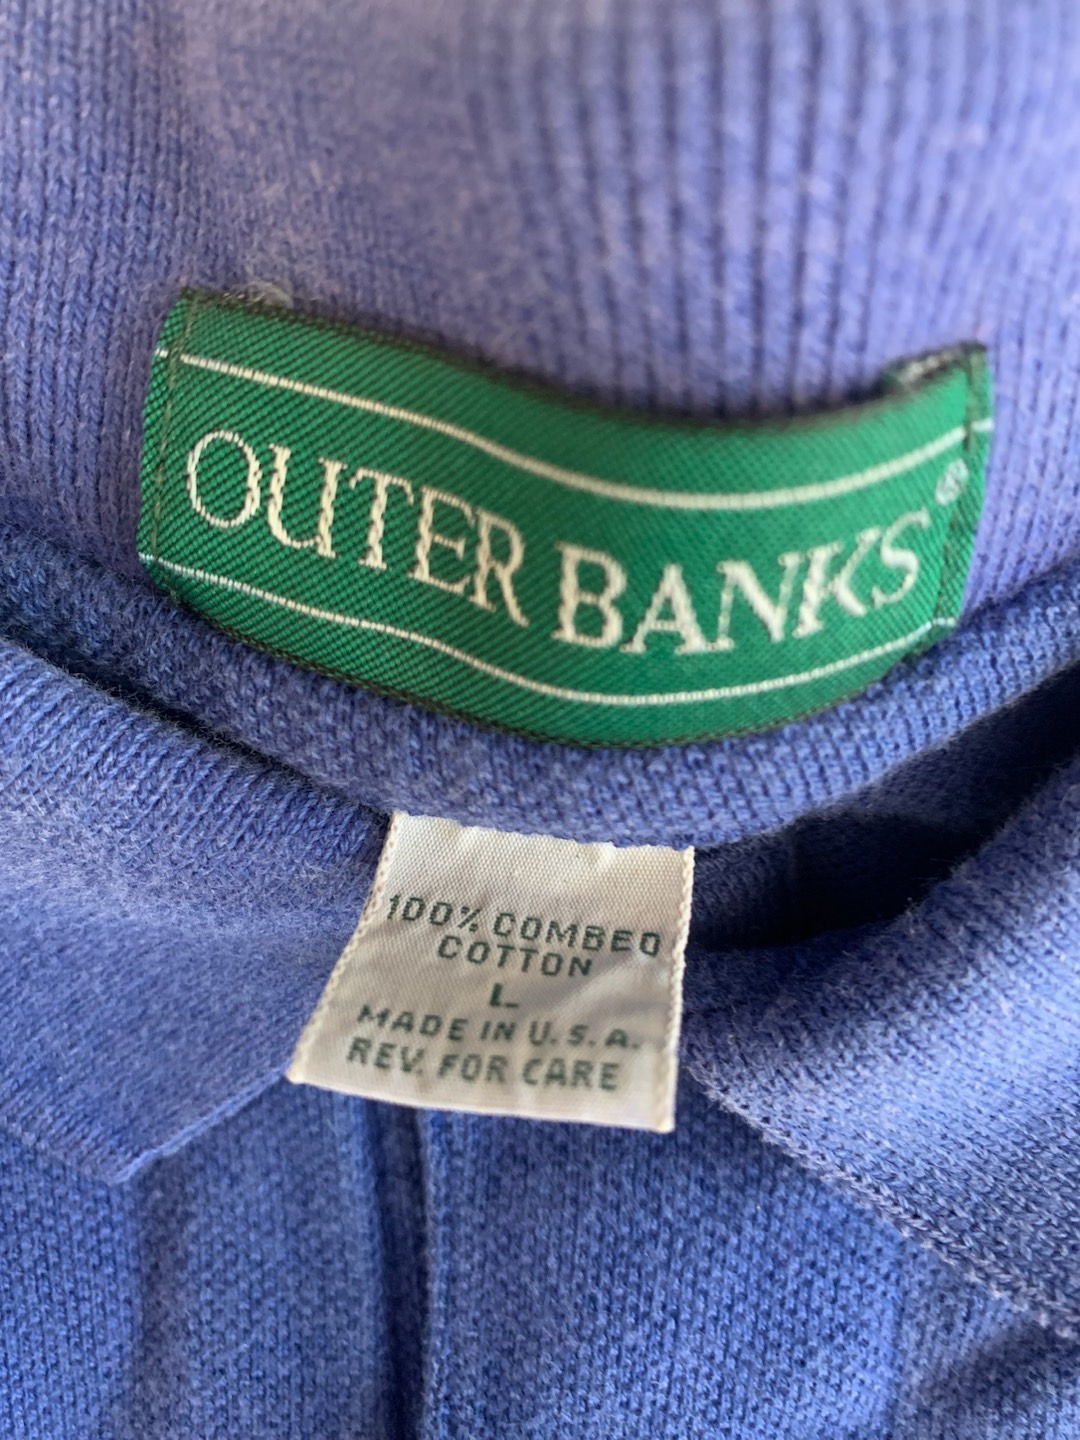 OUTER BANKS®
100% COMBED
COTTON
L
MADE IN U.S.A.
REV. FOR CARE